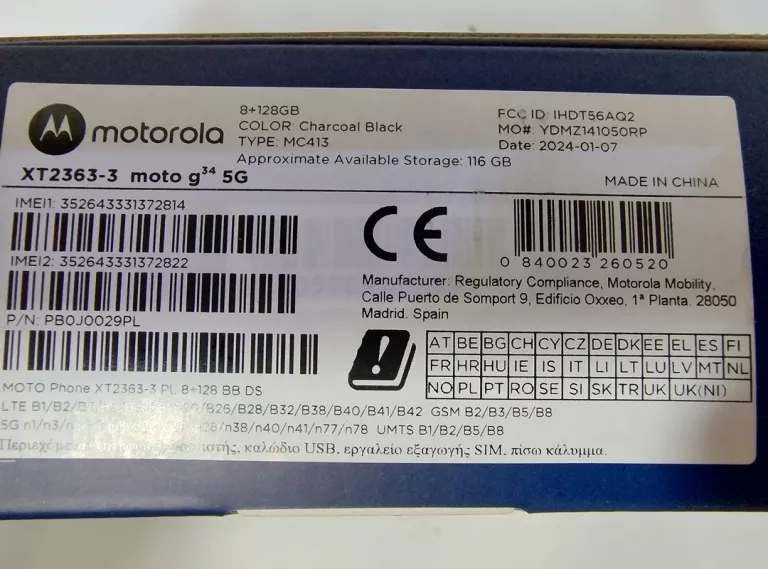 motorola
8+128GB
COLOR: Charcoal Black
TYPE: MC413
Approximate Available Storage: 116 GB
FCC ID: IHDT56AQ2
MO#: YDMZ141050RP
Date: 2024-01-07
XT2363-3 moto g34 5G
MADE IN CHINA
IMEI1: 352643331372814
IMEI2: 352643331372822
P/N: PB0J0029PL
CE
0 840023 260520
Manufacturer: Regulatory Compliance, Motorola Mobility,
Calle Puerto de Somport 9, Edificio Oxxeo, 1ª Planta. 28050
Madrid. Spain
AT BE BG CH CY CZ DE DK EE EL ES FI
FR HR HU IE IS IT LI LT LU LV MT NL
NO PL PT RO SE SI SK TR UK UK(NI)
MOTO Phone XT2363-3 PL 8+128 BB DS
LTE B1/B2/ /B26/B28/B32/B38/B40/B41/B42 GSM B2/B3/B5/B8
5G n1/n3/ /n38/n40/n41/n77/n78 UMTS B1/B2/B5/B8
καλώδιο USB, εργαλείο εξαγωγής SIM, πίσω κάλυμμα.